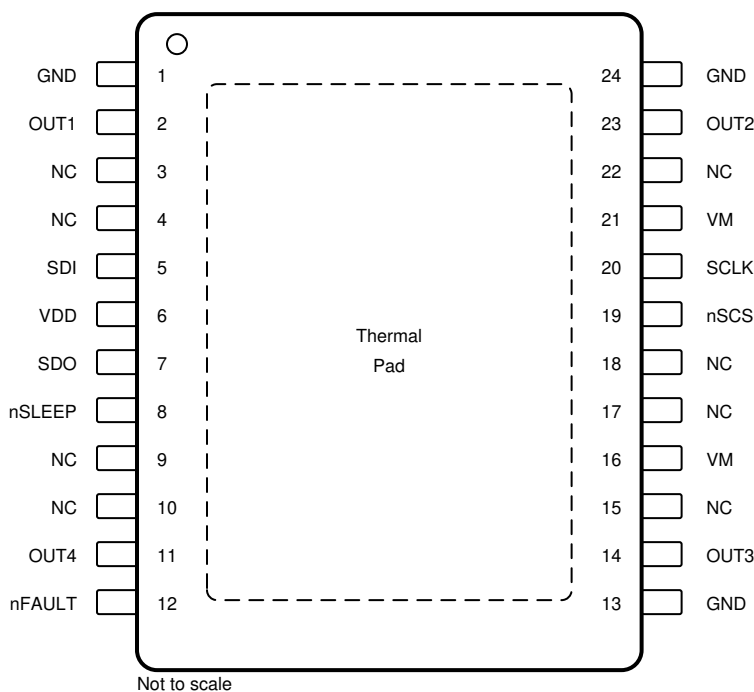 GND 1 24 GND
OUT1 2 23 OUT2
NC 3 22 NC
NC 4 21 VM
SDI 5 20 SCLK
VDD 6 19 nSCS
Thermal
Pad
SDO 7 18 NC
nSLEEP 8 17 NC
NC 9 16 VM
NC 10 15 NC
OUT4 11 14 OUT3
nFAULT 12 13 GND
Not to scale